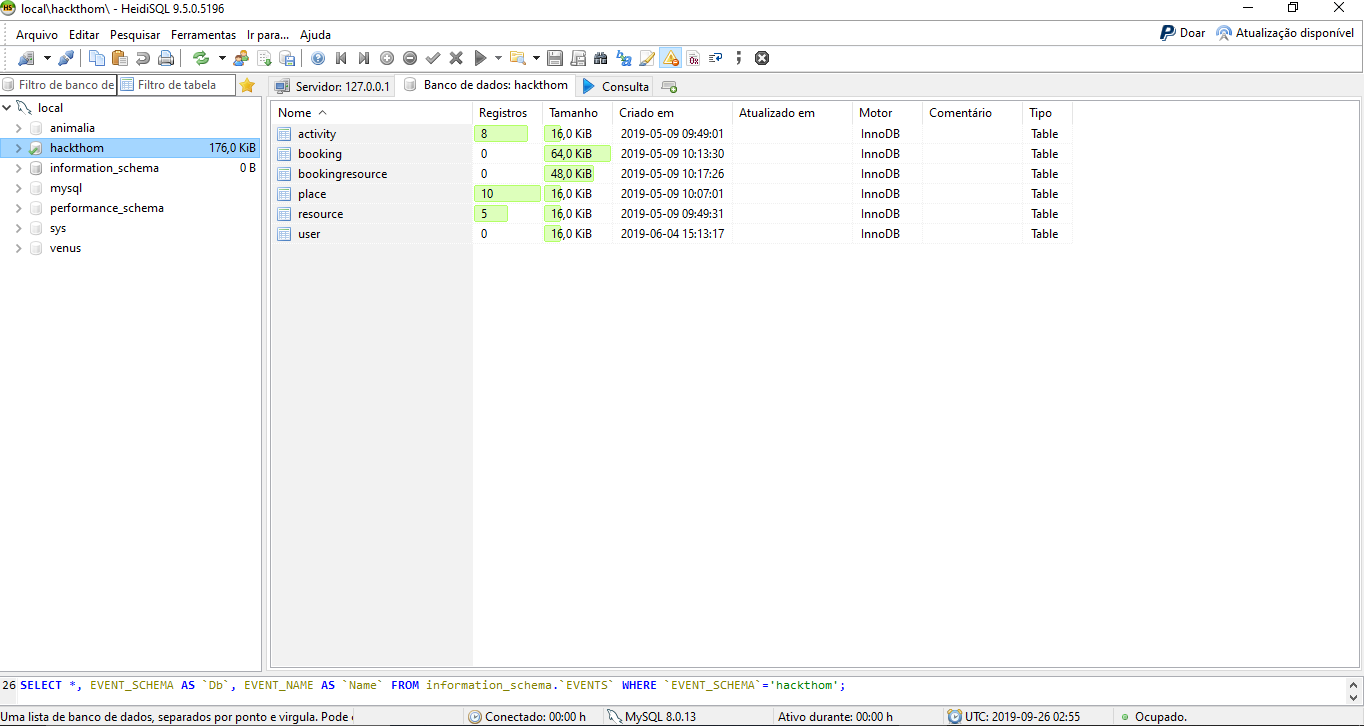 local\hackthom\ - HeidiSQL 9.5.0.5196
Arquivo Editar Pesquisar Ferramentas Ir para... Ajuda Doar Atualização disponível
Filtro de banco de Filtro de tabela Servidor: 127.0.0.1 Banco de dados: hackthom Consulta
local
animalia
hackthom 176,0 KiB
information_schema 0 B
mysql
performance_schema
sys
venus
Nome Registros Tamanho Criado em Atualizado em Motor Comentário Tipo
activity 8 16,0 KiB 2019-05-09 09:49:01 InnoDB Table
booking 0 64,0 KiB 2019-05-09 10:13:30 InnoDB Table
bookingresource 0 48,0 KiB 2019-05-09 10:17:26 InnoDB Table
place 10 16,0 KiB 2019-05-09 10:07:01 InnoDB Table
resource 5 16,0 KiB 2019-05-09 09:49:31 InnoDB Table
user 0 16,0 KiB 2019-06-04 15:13:17 InnoDB Table
26 SELECT *, EVENT_SCHEMA AS `Db`, EVENT_NAME AS `Name` FROM information_schema.`EVENTS` WHERE `EVENT_SCHEMA`='hackthom';
Uma lista de banco de dados, separados por ponto e virgula. Pode Conectado: 00:00 h MySQL 8.0.13 Ativo durante: 00:00 h UTC: 2019-09-26 02:55 Ocupado.